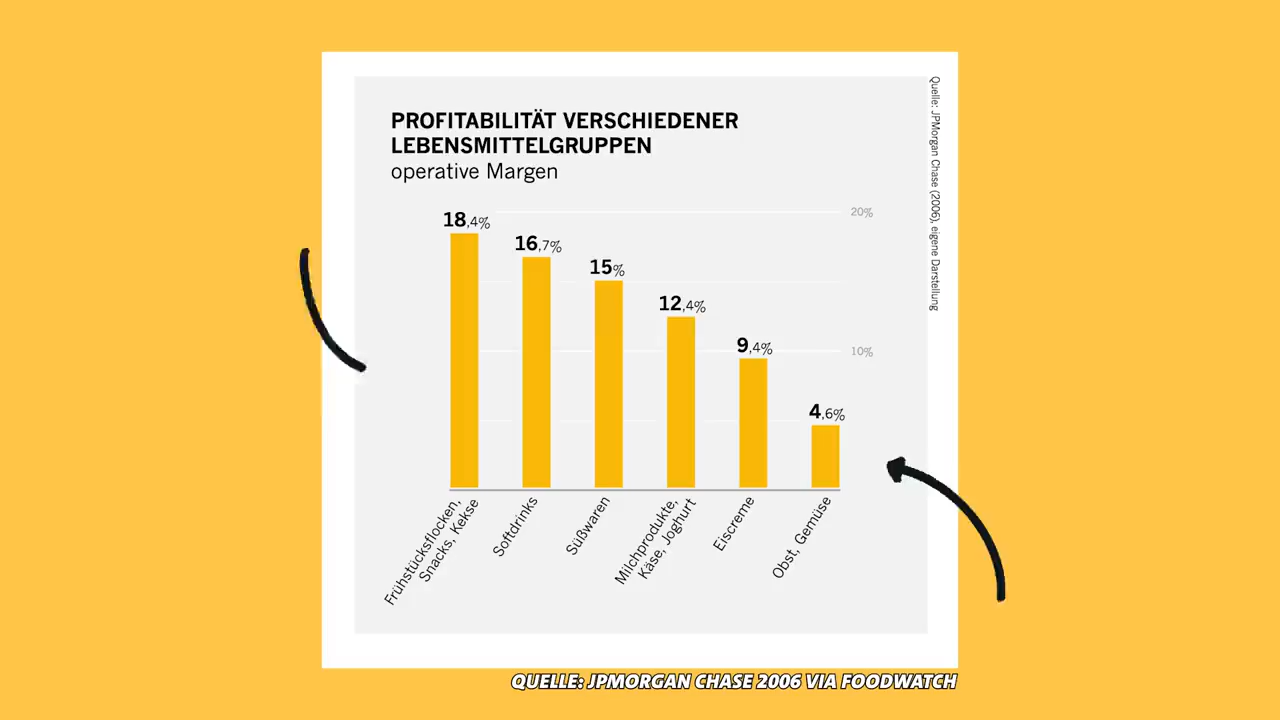 PROFITABILITÄT VERSCHIEDENER
LEBENSMITTELGRUPPEN
operative Margen
20%
10%
18,4%
16,7%
15%
12,4%
9,4%
4,6%
Frühstücksflocken,
Snacks, Kekse
Softdrinks
Süßwaren
Milchprodukte,
Käse, Joghurt
Eiscreme
Obst, Gemüse
Quelle: JPMorgan Chase (2006), eigene Darstellung
QUELLE: JPMORGAN CHASE 2006 VIA FOODWATCH